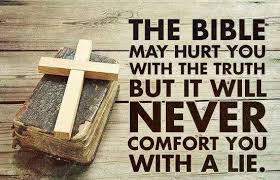 THE BIBLE
MAY HURT YOU
WITH THE TRUTH
BUT IT WILL
NEVER
COMFORT YOU
WITH A LIE.